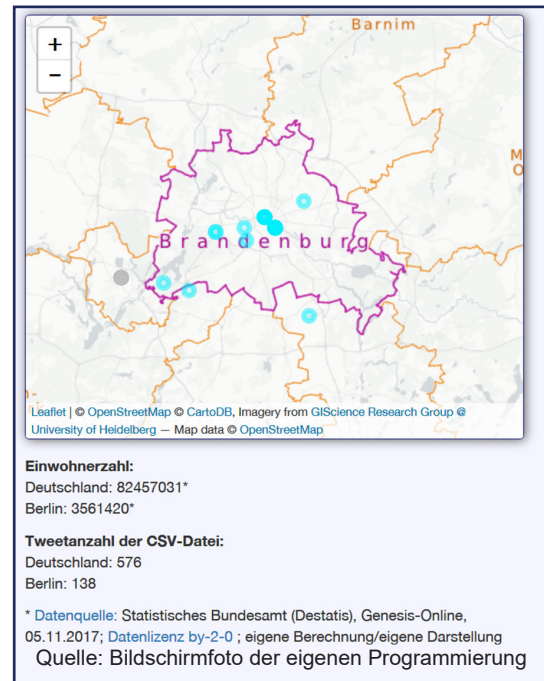 +
−
Barnim
M
O
Brandenburg
Leaflet | © OpenStreetMap © CartoDB, Imagery from GIScience Research Group @
University of Heidelberg — Map data © OpenStreetMap
Einwohnerzahl:
Deutschland: 82457031*
Berlin: 3561420*
Tweetanzahl der CSV-Datei:
Deutschland: 576
Berlin: 138
* Datenquelle: Statistisches Bundesamt (Destatis), Genesis-Online,
05.11.2017; Datenlizenz by-2-0 ; eigene Berechnung/eigene Darstellung
Quelle: Bildschirmfoto der eigenen Programmierung